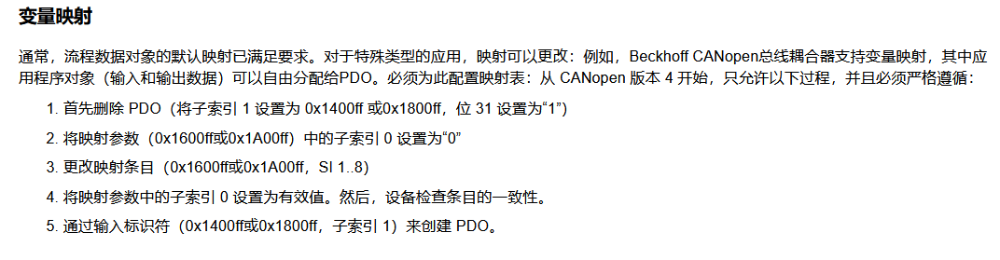 变量映射
通常，流程数据对象的默认映射已满足要求。对于特殊类型的应用，映射可以更改：例如，Beckhoff CANopen总线耦合器支持变量映射，其中应
用程序对象（输入和输出数据）可以自由分配给PDO。必须为此配置映射表：从 CANopen 版本 4 开始，只允许以下过程，并且必须严格遵循：
1. 首先删除 PDO（将子索引 1 设置为 0x1400ff 或0x1800ff，位 31 设置为“1”）
2. 将映射参数（0x1600ff或0x1A00ff）中的子索引 0 设置为“0”
3. 更改映射条目（0x1600ff或0x1A00ff，SI 1..8）
4. 将映射参数中的子索引 0 设置为有效值。然后，设备检查条目的一致性。
5. 通过输入标识符（0x1400ff或0x1800ff，子索引 1）来创建 PDO。